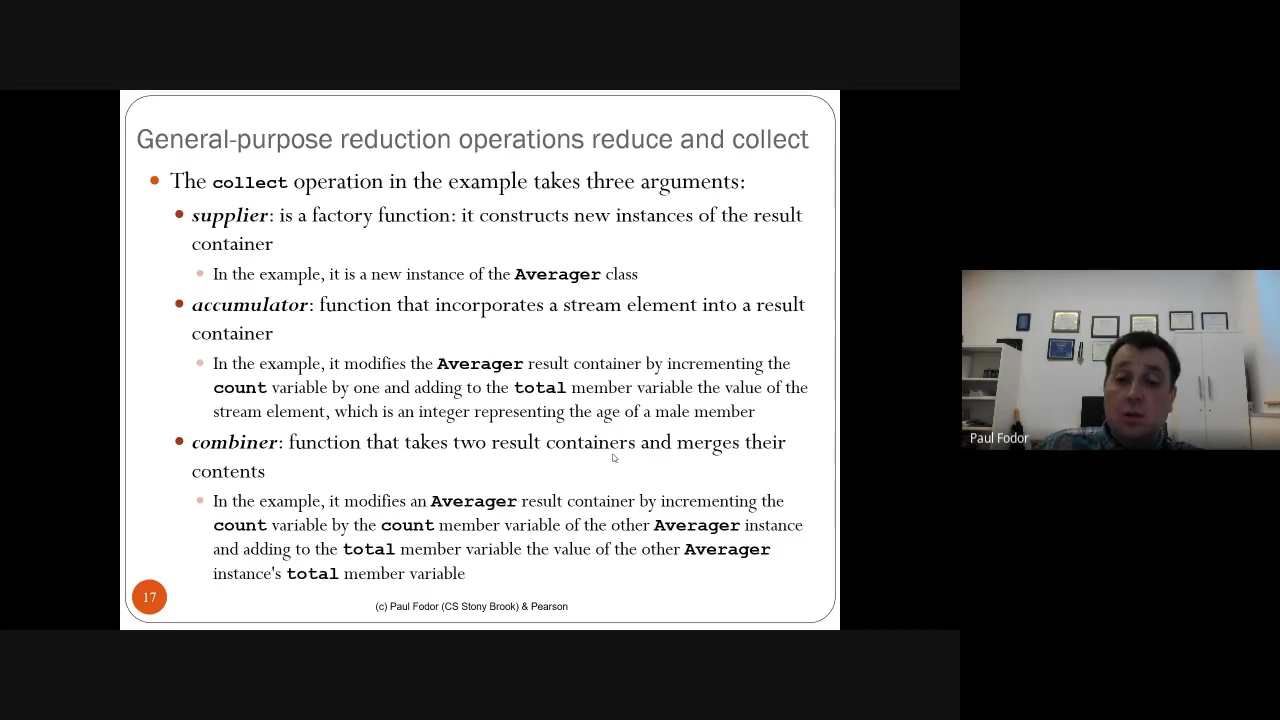 General-purpose reduction operations reduce and collect
The collect operation in the example takes three arguments:
supplier: is a factory function: it constructs new instances of the result
container
In the example, it is a new instance of the Averager class
accumulator: function that incorporates a stream element into a result
container
In the example, it modifies the Averager result container by incrementing the
count variable by one and adding to the total member variable the value of the
stream element, which is an integer representing the age of a male member
combiner: function that takes two result containers and merges their
contents
In the example, it modifies an Averager result container by incrementing the
count variable by the count member variable of the other Averager instance
and adding to the total member variable the value of the other Averager
instance's total member variable
17
(c) Paul Fodor (CS Stony Brook) & Pearson
Paul Fodor